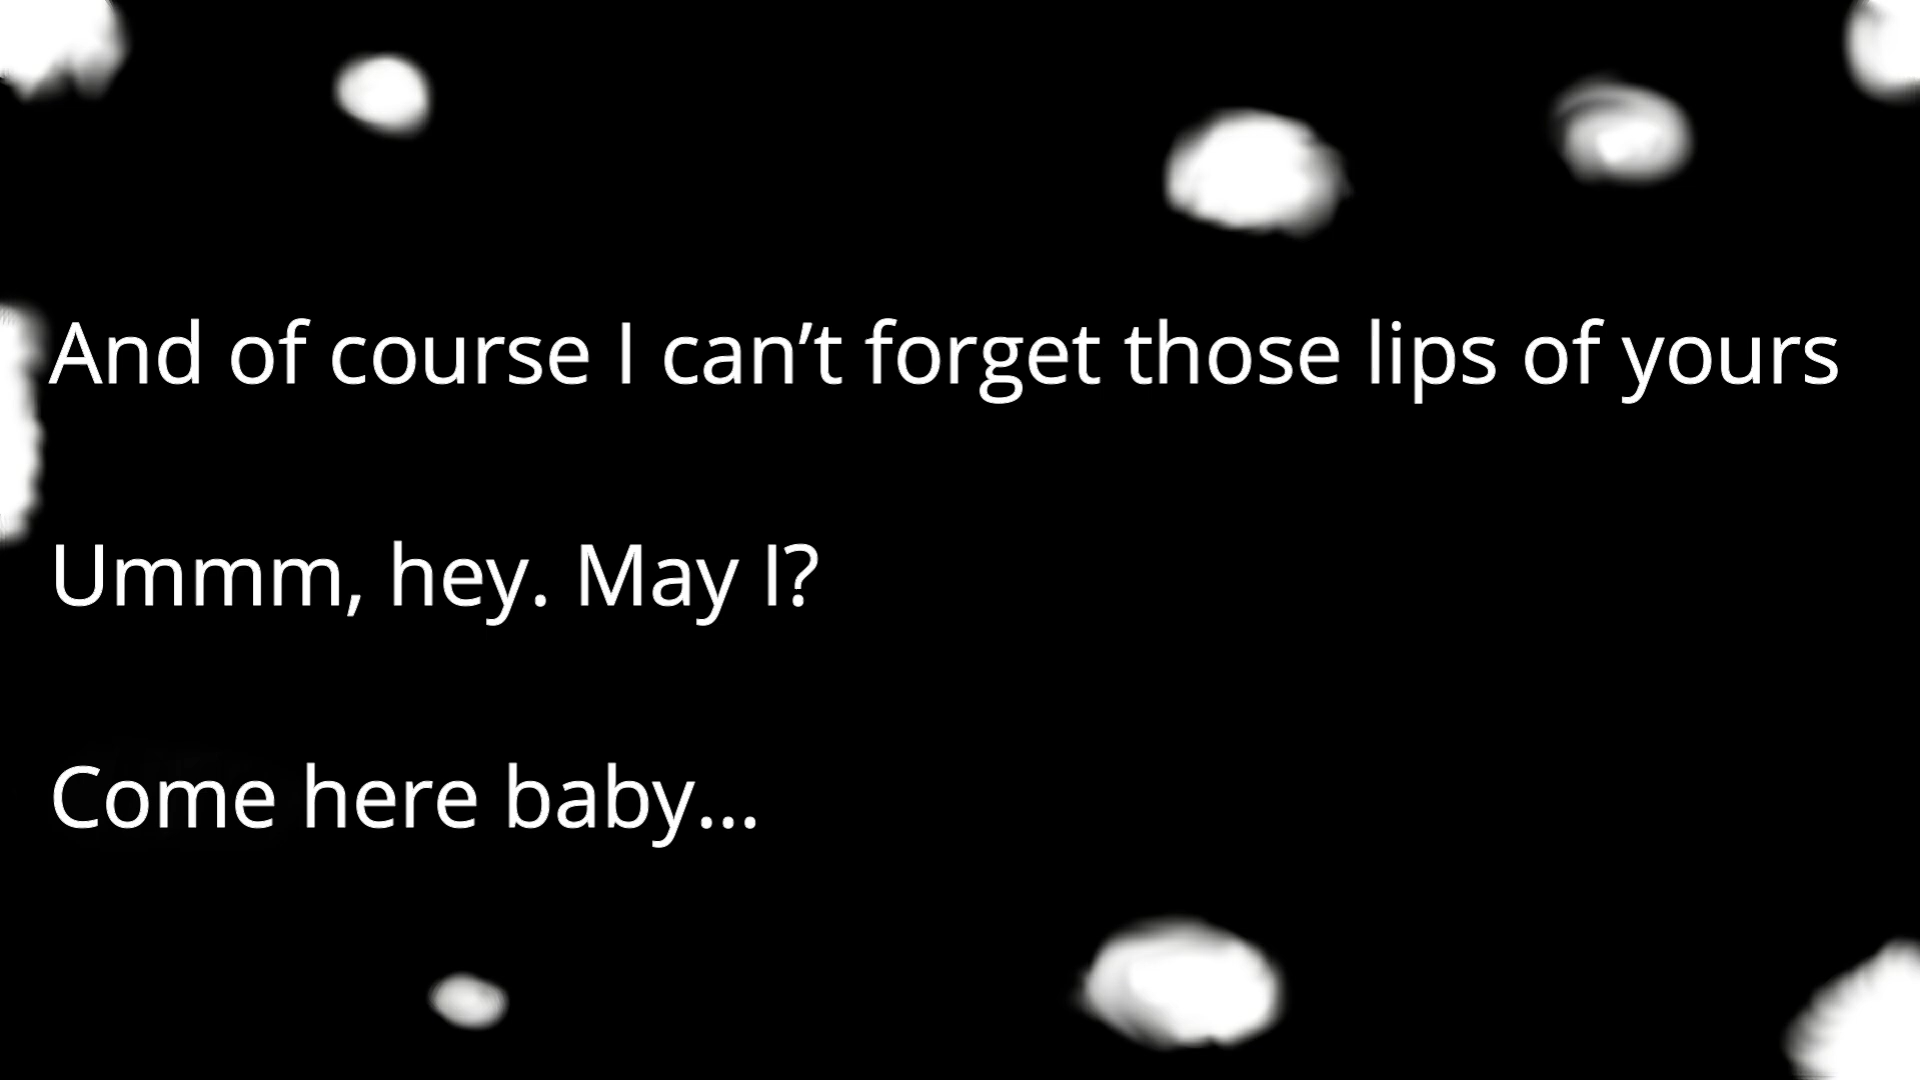 And of course I can’t forget those lips of yours
Ummm, hey. May I?
Come here baby...